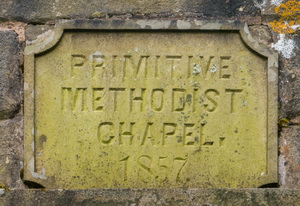 PRIMITIVE
METHODIST
CHAPEL.
1857